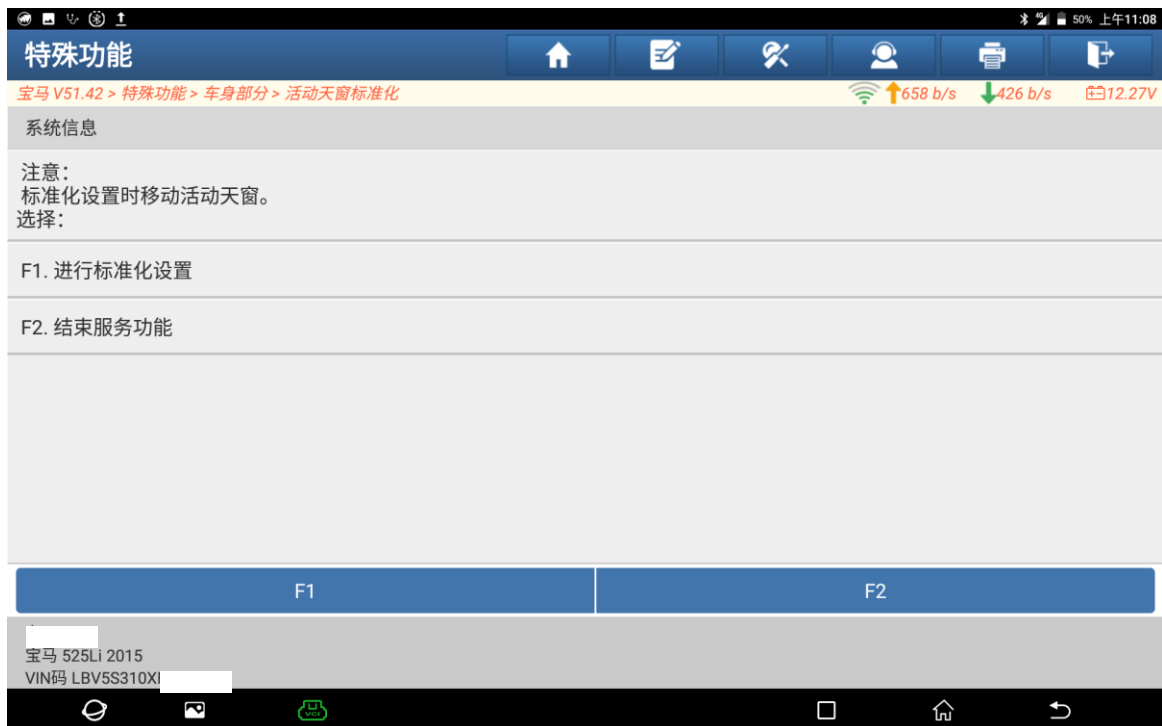 50% 上午11:08
特殊功能
宝马 V51.42 > 特殊功能 > 车身部分 > 活动天窗标准化
658 b/s 426 b/s 12.27V
系统信息
注意：
标准化设置时移动活动天窗。
选择：
F1. 进行标准化设置
F2. 结束服务功能
F1 F2
宝马 525Li 2015
VIN码 LBV5S310X
VCI